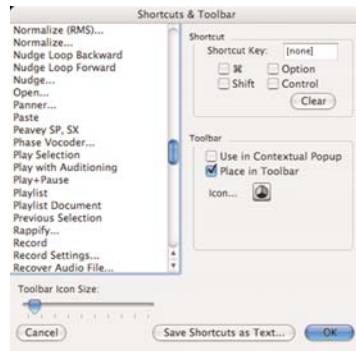 Shortcuts & Toolbar
Normalize (RMS)...
Normalize...
Nudge Loop Backward
Nudge Loop Forward
Nudge...
Open...
Panner...
Paste
Peavey SP, SX
Phase Vocoder...
Play Selection
Play with Auditioning
Play+Pause
Playlist
Playlist Document
Previous Selection
Rappify...
Record
Record Settings...
Recover Audio File...
Shortcut
Shortcut Key: [none]
⌘ Option
Shift Control
Clear
Toolbar
Use in Contextual Popup
Place in Toolbar
Icon...
Toolbar Icon Size:
Cancel Save Shortcuts as Text... OK